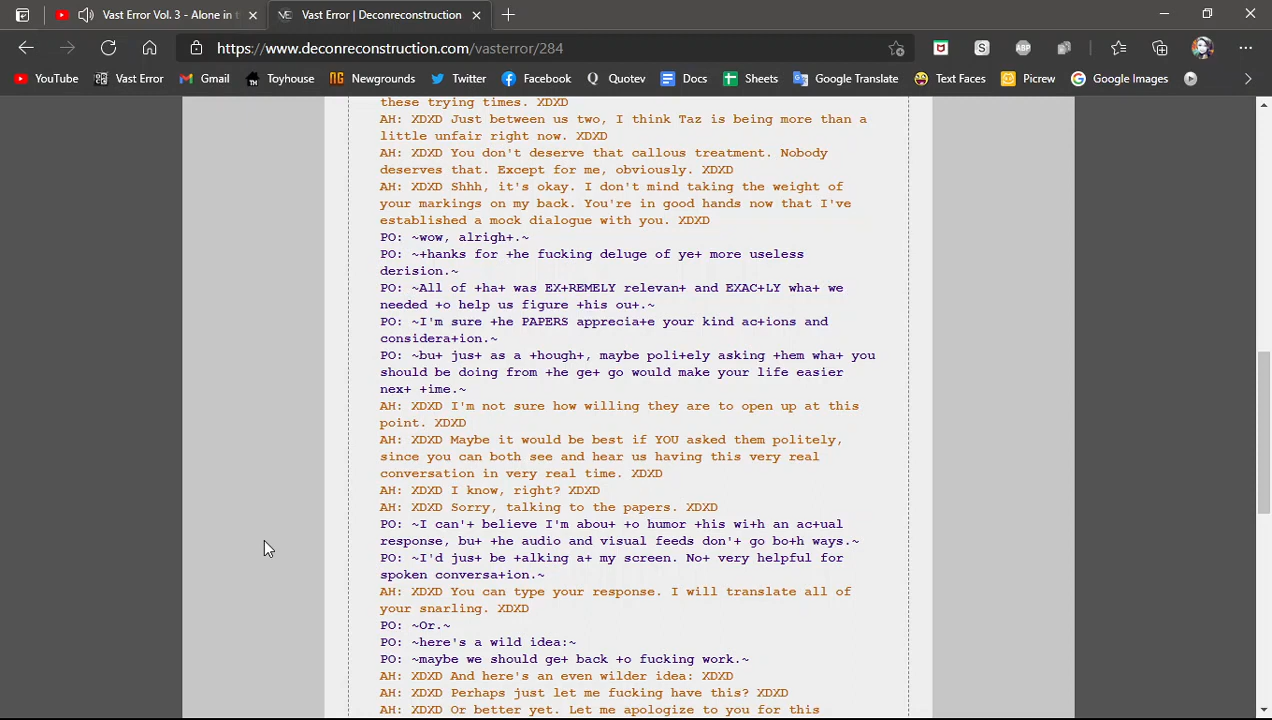 Vast Error Vol. 3 - Alone in t
Vast Error | Deconreconstruction
https://www.deconreconstruction.com/vasterror/284
YouTube
Vast Error
Gmail
Toyhouse
Newgrounds
Twitter
Facebook
Quotev
Docs
Sheets
Google Translate
Text Faces
Picrew
Google Images
these trying times. XDXD
AH: XDXD Just between us two, I think Taz is being more than a
little unfair right now. XDXD
AH: XDXD You don't deserve that callous treatment. Nobody
deserves that. Except for me, obviously. XDXD
AH: XDXD Shhh, it's okay. I don't mind taking the weight of
your markings on my back. You're in good hands now that I've
established a mock dialogue with you. XDXD
PO: ~wow, alrigh+.~
PO: ~+hanks for +he fucking deluge of ye+ more useless
derision.~
PO: ~All of +ha+ was EX+REMELY relevan+ and EXAC+LY wha+ we
needed +o help us figure +his ou+.~
PO: ~I'm sure +he PAPERS apprecia+e your kind ac+ions and
considera+ion.~
PO: ~bu+ jus+ as a +hough+, maybe poli+ely asking +hem wha+ you
should be doing from +he ge+ go would make your life easier
nex+ +ime.~
AH: XDXD I'm not sure how willing they are to open up at this
point. XDXD
AH: XDXD Maybe it would be best if YOU asked them politely,
since you can both see and hear us having this very real
conversation in very real time. XDXD
AH: XDXD I know, right? XDXD
AH: XDXD Sorry, talking to the papers. XDXD
PO: ~I can'+ believe I'm abou+ +o humor +his wi+h an ac+ual
response, bu+ +he audio and visual feeds don'+ go bo+h ways.~
PO: ~I'd jus+ be +alking a+ my screen. No+ very helpful for
spoken conversa+ion.~
AH: XDXD You can type your response. I will translate all of
your snarling. XDXD
PO: ~Or.~
PO: ~here's a wild idea:~
PO: ~maybe we should ge+ back +o fucking work.~
AH: XDXD And here's an even wilder idea: XDXD
AH: XDXD Perhaps just let me fucking have this? XDXD
AH: XDXD Or better yet. Let me apologize to you for this